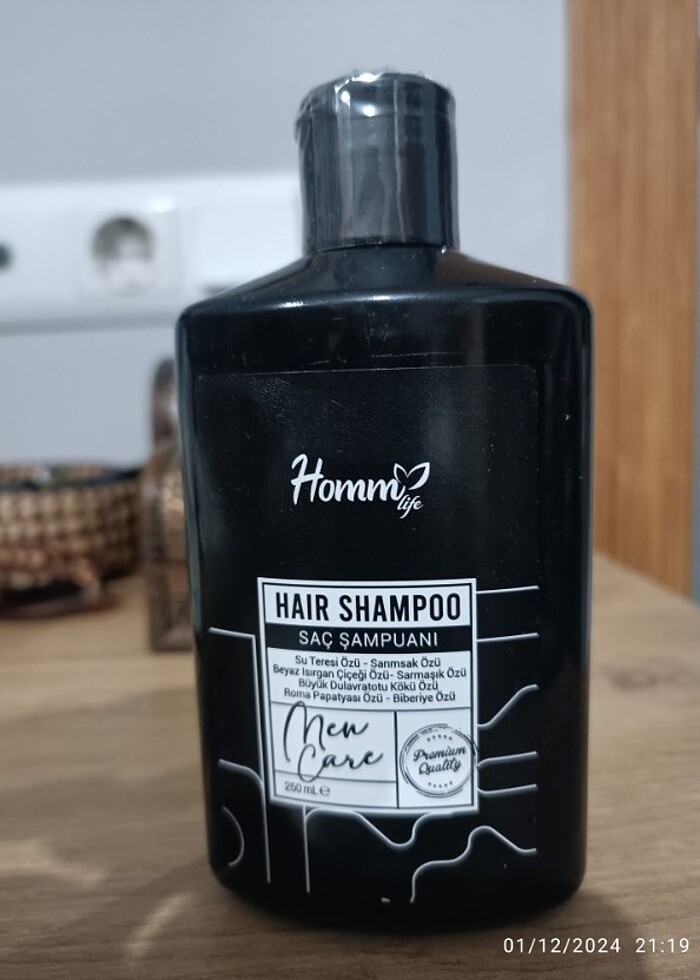 Homm
life
HAIR SHAMPOO
SAÇ ŞAMPUANI
Su Teresi Özü - Sarımsak Özü
Beyaz Isırgan Çiçeği Özü- Sarmaşık Özü
Büyük Dulavratotu Kökü Özü
Roma Papatyası Özü - Biberiye Özü
Men
Care
Premium
Quality
250 mL ℮
01/12/2024 21:19